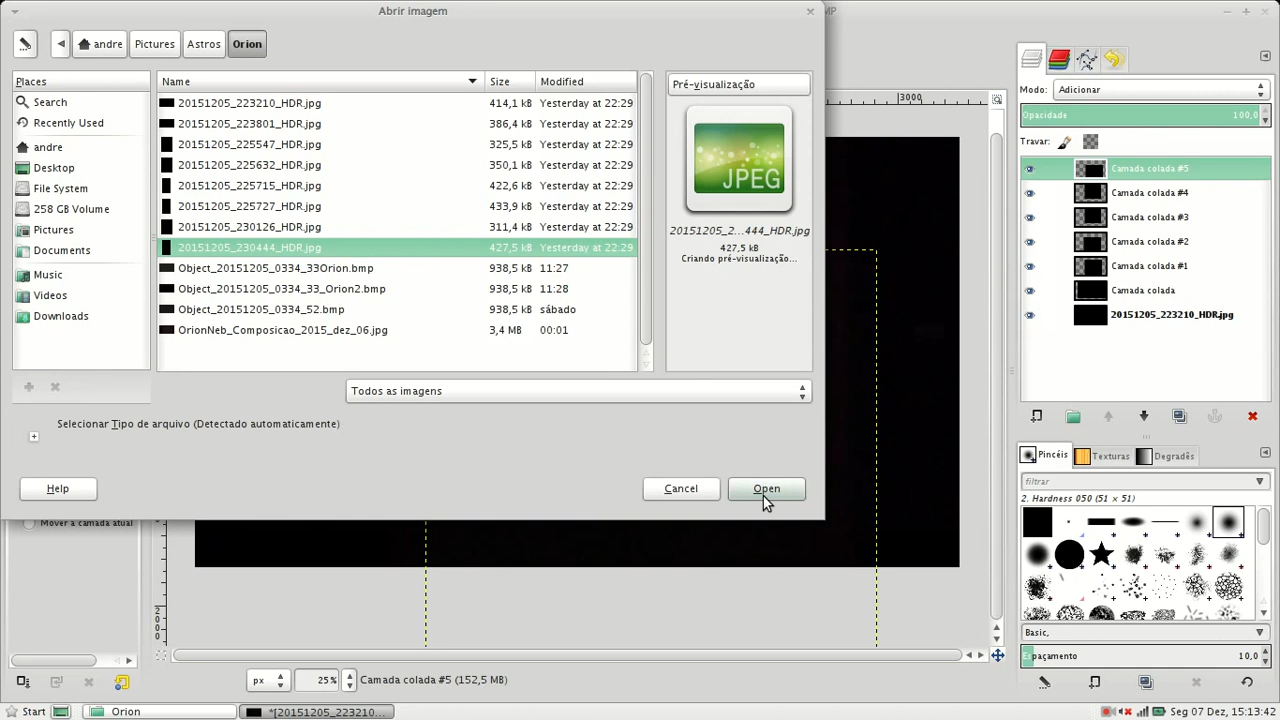 Abrir imagem
MP
andre Pictures Astros Orion
Places
Search
Recently Used
andre
Desktop
File System
258 GB Volume
Pictures
Documents
Music
Videos
Downloads
Name Size Modified
20151205_223210_HDR.jpg 414,1 kB Yesterday at 22:29
20151205_223801_HDR.jpg 386,4 kB Yesterday at 22:29
20151205_225547_HDR.jpg 325,5 kB Yesterday at 22:29
20151205_225632_HDR.jpg 350,1 kB Yesterday at 22:29
20151205_225715_HDR.jpg 422,6 kB Yesterday at 22:29
20151205_225727_HDR.jpg 433,9 kB Yesterday at 22:29
20151205_230126_HDR.jpg 311,4 kB Yesterday at 22:29
20151205_230444_HDR.jpg 427,5 kB Yesterday at 22:29
Object_20151205_0334_33Orion.bmp 938,5 kB 11:27
Object_20151205_0334_33_Orion2.bmp 938,5 kB 11:28
Object_20151205_0334_52.bmp 938,5 kB sábado
OrionNeb_Composicao_2015_dez_06.jpg 3,4 MB 00:01
Pré-visualização
JPEG
20151205_2...444_HDR.jpg
427,5 kB
Criando pré-visualização...
Todos as imagens
Selecionar Tipo de arquivo (Detectado automaticamente)
Help Cancel Open
3000
Mover a camada atual
2000
px 25% Camada colada #5 (152,5 MB)
Modo: Adicionar
Opacidade 100,0
Travar:
Camada colada #5
Camada colada #4
Camada colada #3
Camada colada #2
Camada colada #1
Camada colada
20151205_223210_HDR.jpg
Pincéis Texturas Degradês
filtrar
2. Hardness 050 (51 × 51)
Basic,
Espaçamento 10,0
Start Orion *[20151205_223210... Seg 07 Dez, 15:13:42